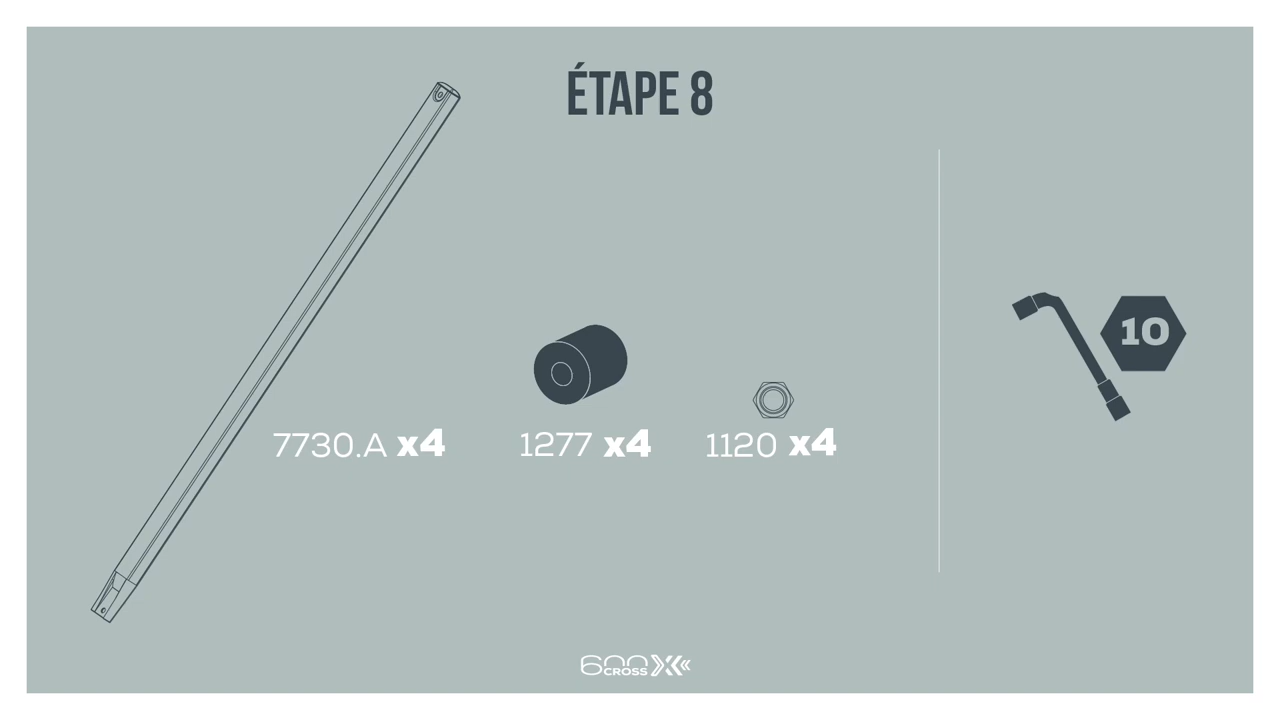 ÉTAPE 8
7730.A x4
1277 x4
1120 x4
10
600 CROSS X